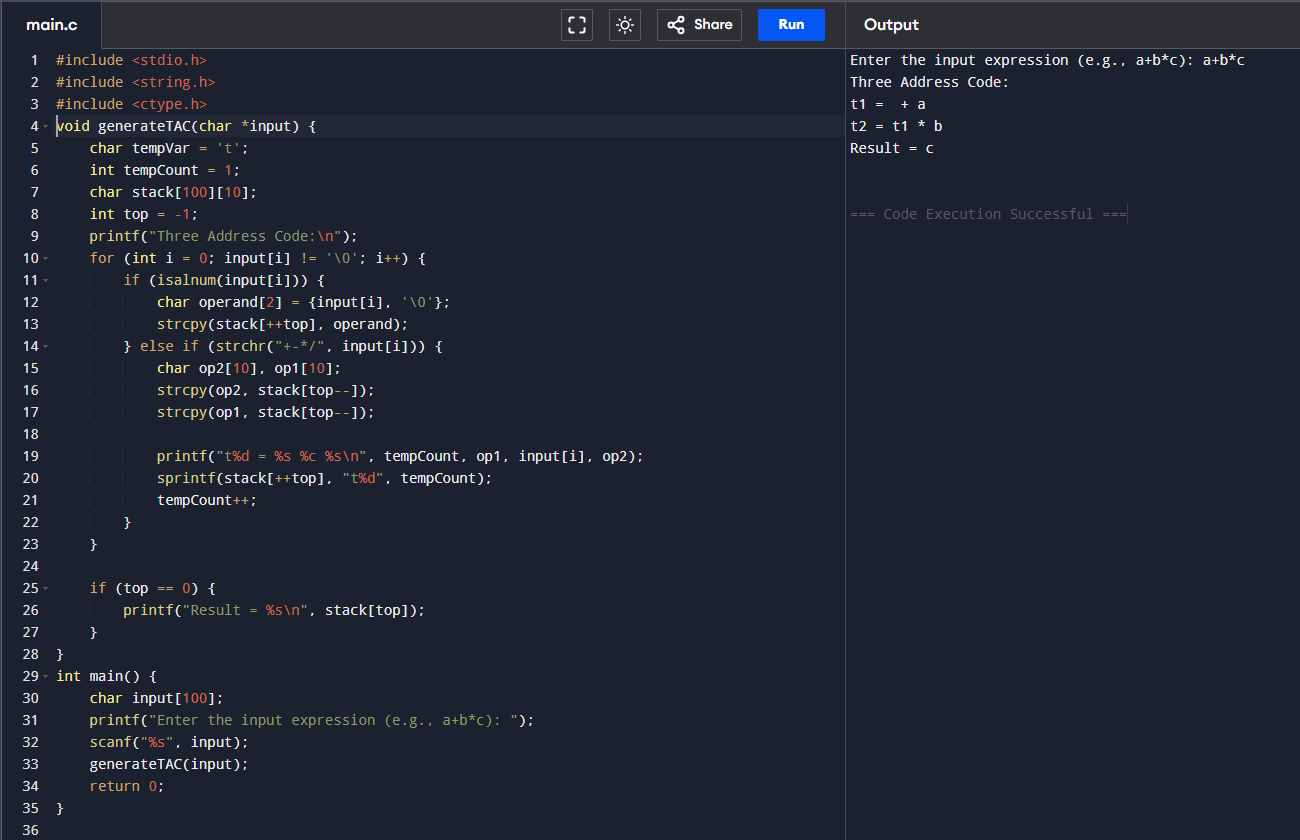 main.c
Share
Run
Output
1 #include <stdio.h>
2 #include <string.h>
3 #include <ctype.h>
4 void generateTAC(char *input) {
5     char tempVar = 't';
6     int tempCount = 1;
7     char stack[100][10];
8     int top = -1;
9     printf("Three Address Code:\n");
10     for (int i = 0; input[i] != '\0'; i++) {
11         if (isalnum(input[i])) {
12             char operand[2] = {input[i], '\0'};
13             strcpy(stack[++top], operand);
14         } else if (strchr("+-*/", input[i])) {
15             char op2[10], op1[10];
16             strcpy(op2, stack[top--]);
17             strcpy(op1, stack[top--]);
18
19             printf("t%d = %s %c %s\n", tempCount, op1, input[i], op2);
20             sprintf(stack[++top], "t%d", tempCount);
21             tempCount++;
22         }
23     }
24
25     if (top == 0) {
26         printf("Result = %s\n", stack[top]);
27     }
28 }
29 int main() {
30     char input[100];
31     printf("Enter the input expression (e.g., a+b*c): ");
32     scanf("%s", input);
33     generateTAC(input);
34     return 0;
35 }
36
Enter the input expression (e.g., a+b*c): a+b*c
Three Address Code:
t1 =  + a
t2 = t1 * b
Result = c
=== Code Execution Successful ===